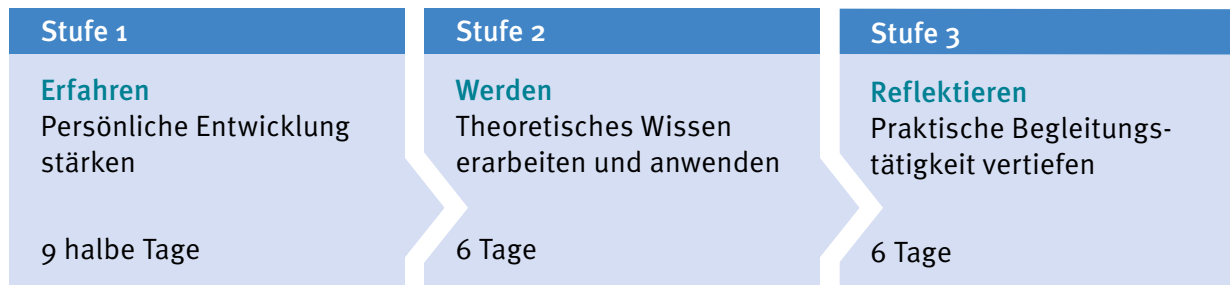 Stufe 1
Erfahren
Persönliche Entwicklung
stärken
9 halbe Tage
Stufe 2
Werden
Theoretisches Wissen
erarbeiten und anwenden
6 Tage
Stufe 3
Reflektieren
Praktische Begleitungs-
tätigkeit vertiefen
6 Tage